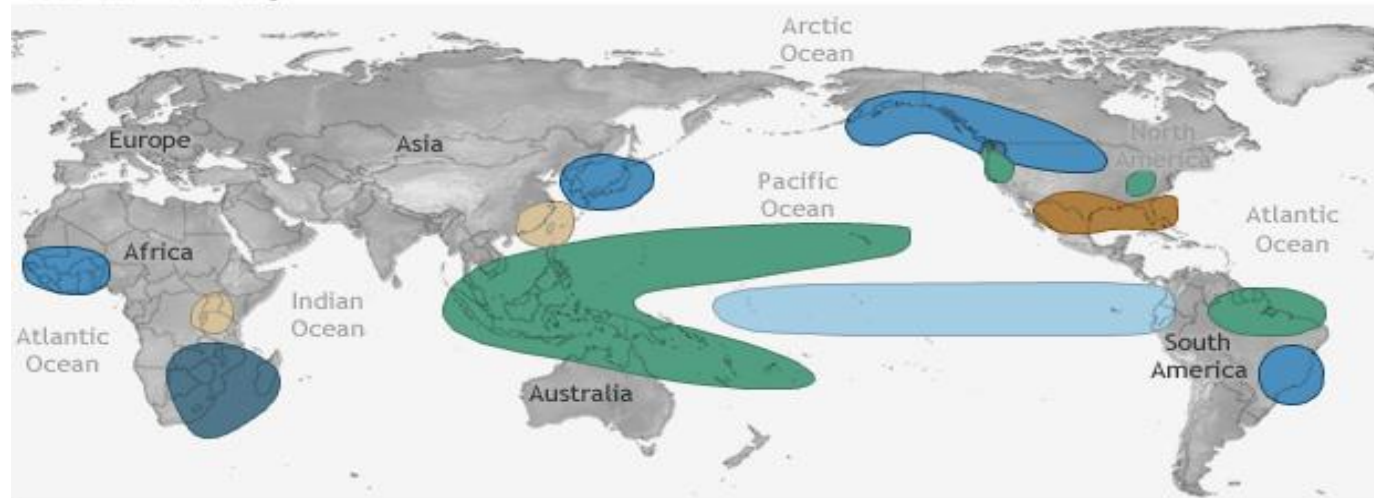 Arctic
Ocean
Europe
Asia
North
America
Pacific
Ocean
Atlantic
Ocean
Africa
Indian
Ocean
Atlantic
Ocean
South
America
Australia